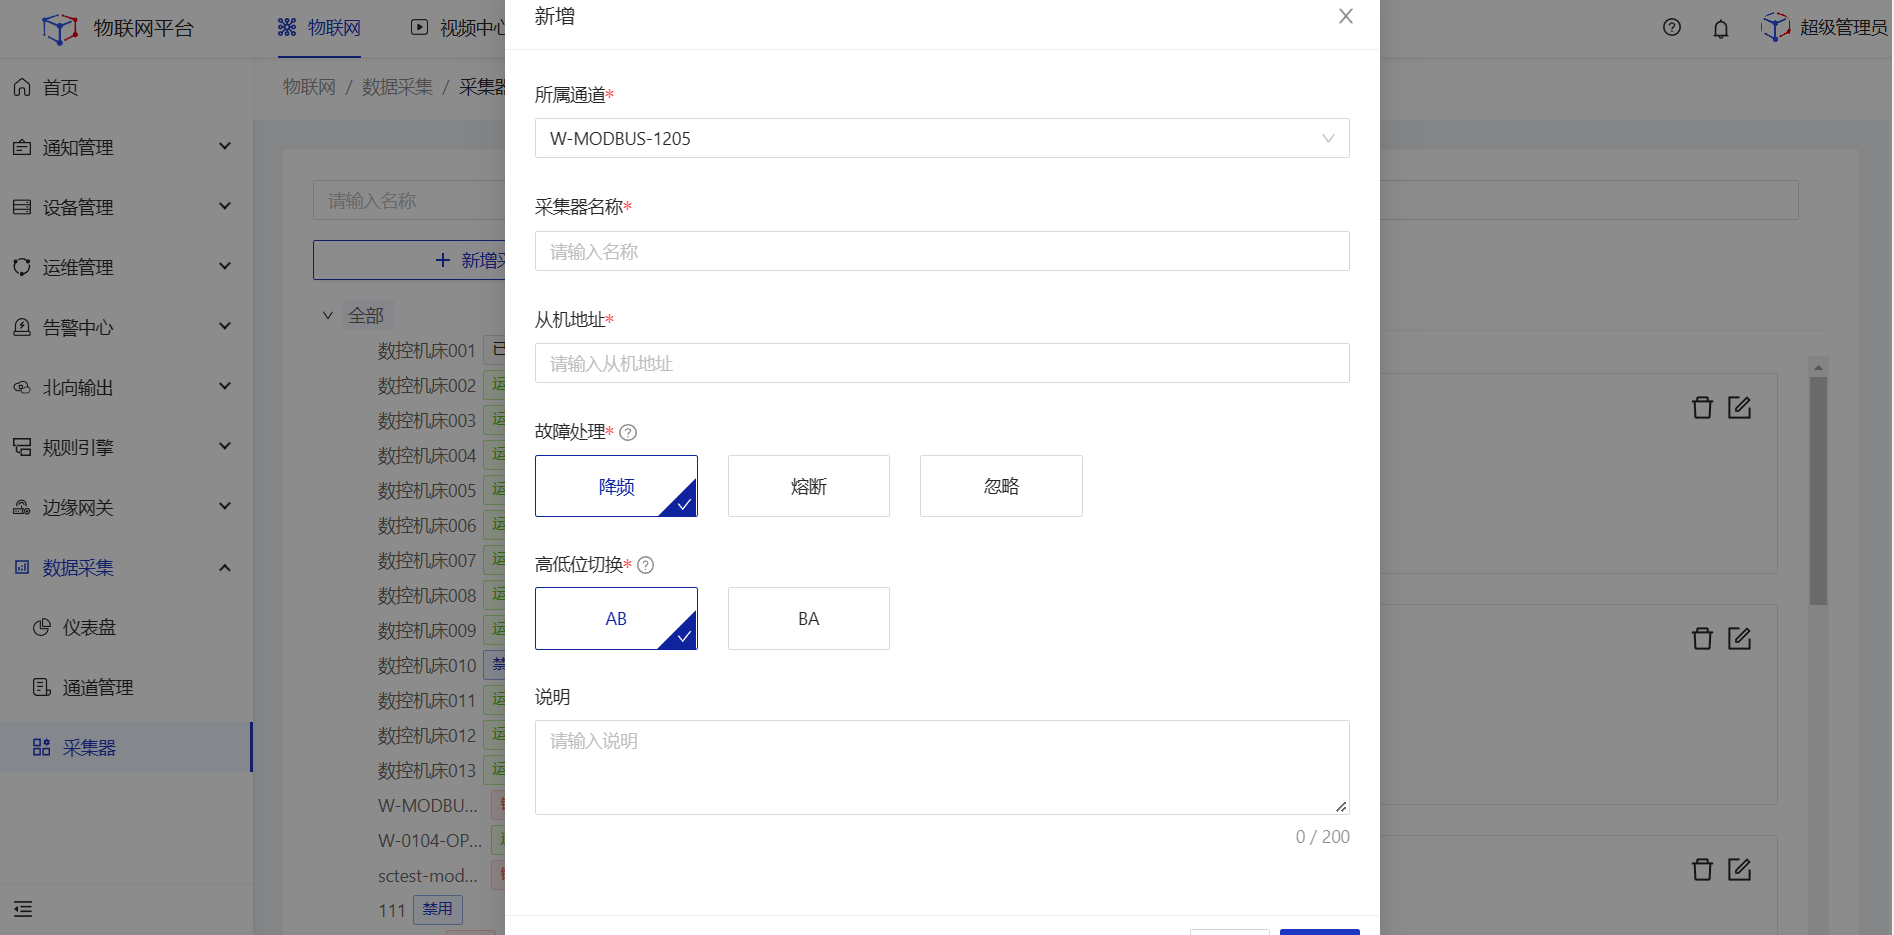 物联网平台
物联网
视频中心
超级管理员
首页
通知管理
设备管理
运维管理
告警中心
北向输出
规则引擎
边缘网关
数据采集
仪表盘
通道管理
采集器
物联网 / 数据采集 / 采集器
请输入名称
+ 新增
全部
数控机床001
数控机床002
数控机床003
数控机床004
数控机床005
数控机床006
数控机床007
数控机床008
数控机床009
数控机床010
数控机床011
数控机床012
数控机床013
W-MODBU...
W-0104-OP...
sctest-mod...
111 禁用
新增
所属通道*
W-MODBUS-1205
采集器名称*
请输入名称
从机地址*
请输入从机地址
故障处理*
降频
熔断
忽略
高低位切换*
AB
BA
说明
请输入说明
0 / 200